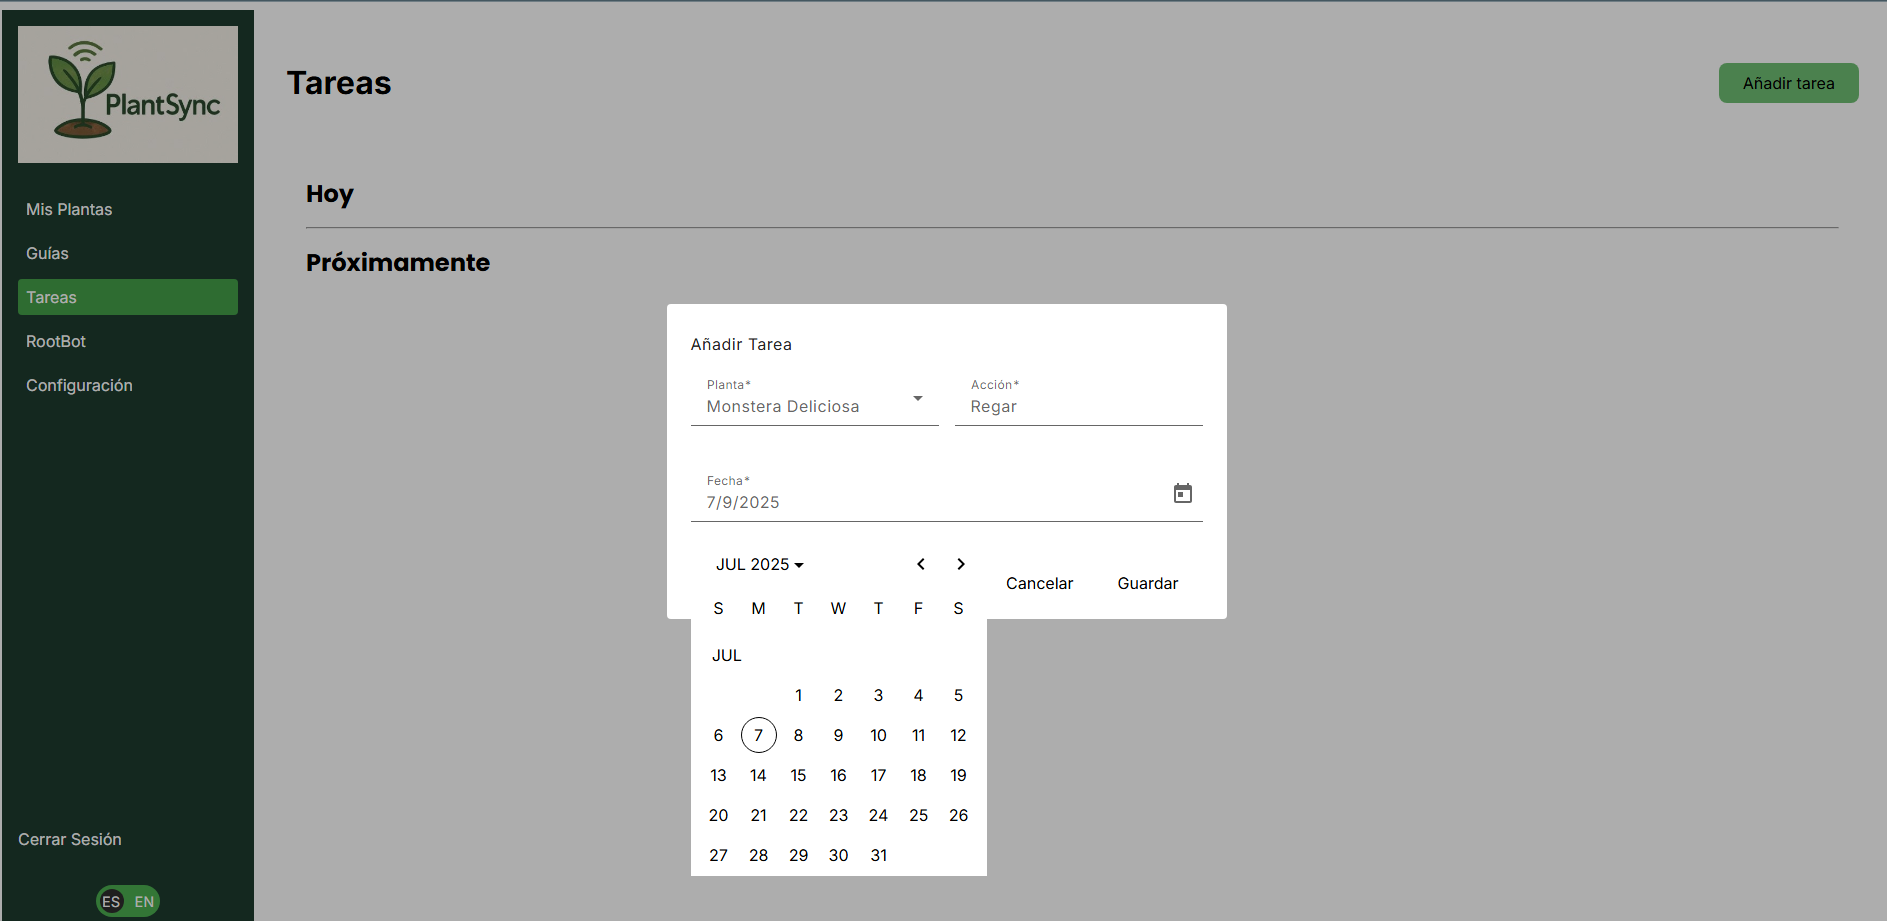 PlantSync
Mis Plantas
Guías
Tareas
RootBot
Configuración
Cerrar Sesión
ES EN
Tareas
Añadir tarea
Hoy
Próximamente
Añadir Tarea
Planta*
Monstera Deliciosa
Acción*
Regar
Fecha*
7/9/2025
JUL 2025
Cancelar Guardar
S M T W T F S
JUL
1 2 3 4 5
6 7 8 9 10 11 12
13 14 15 16 17 18 19
20 21 22 23 24 25 26
27 28 29 30 31